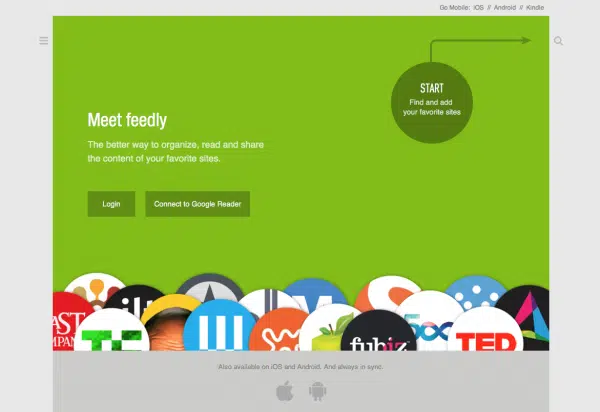 Go Mobile: iOS // Android // Kindle
START
Find and add
your favorite sites
Meet feedly
The better way to organize, read and share
the content of your favorite sites.
Login
Connect to Google Reader
500
fubiz
TED
Also available on iOS and Android. And always in sync.